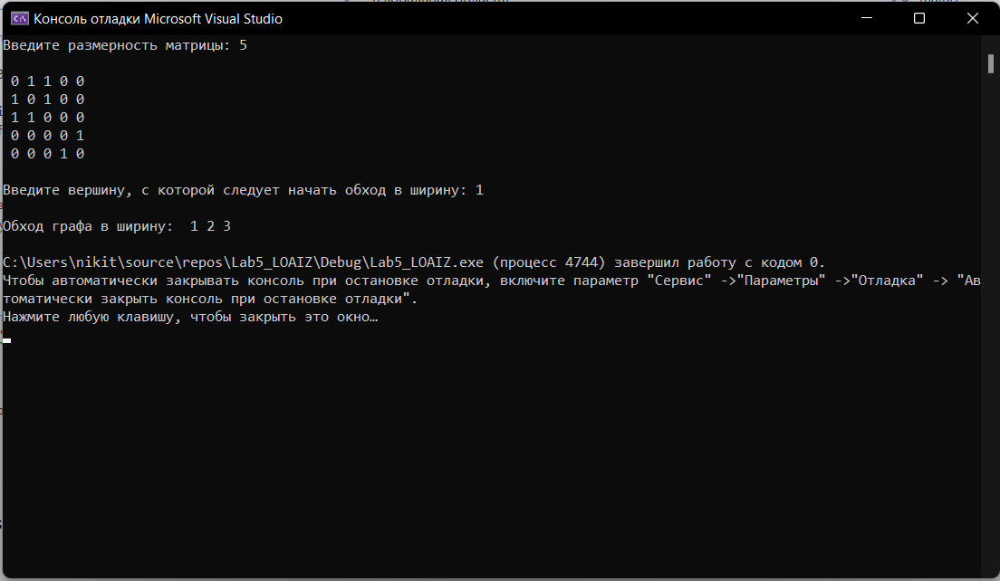 Консоль отладки Microsoft Visual Studio
Введите размерность матрицы: 5
0 1 1 0 0
1 0 1 0 0
1 1 0 0 0
0 0 0 0 1
0 0 0 1 0
Введите вершину, с которой следует начать обход в ширину: 1
Обход графа в ширину:  1 2 3
C:\Users\nikit\source\repos\Lab5_LOAIZ\Debug\Lab5_LOAIZ.exe (процесс 4744) завершил работу с кодом 0.
Чтобы автоматически закрывать консоль при остановке отладки, включите параметр "Сервис" ->"Параметры" ->"Отладка" -> "Ав
томатически закрыть консоль при остановке отладки".
Нажмите любую клавишу, чтобы закрыть это окно…